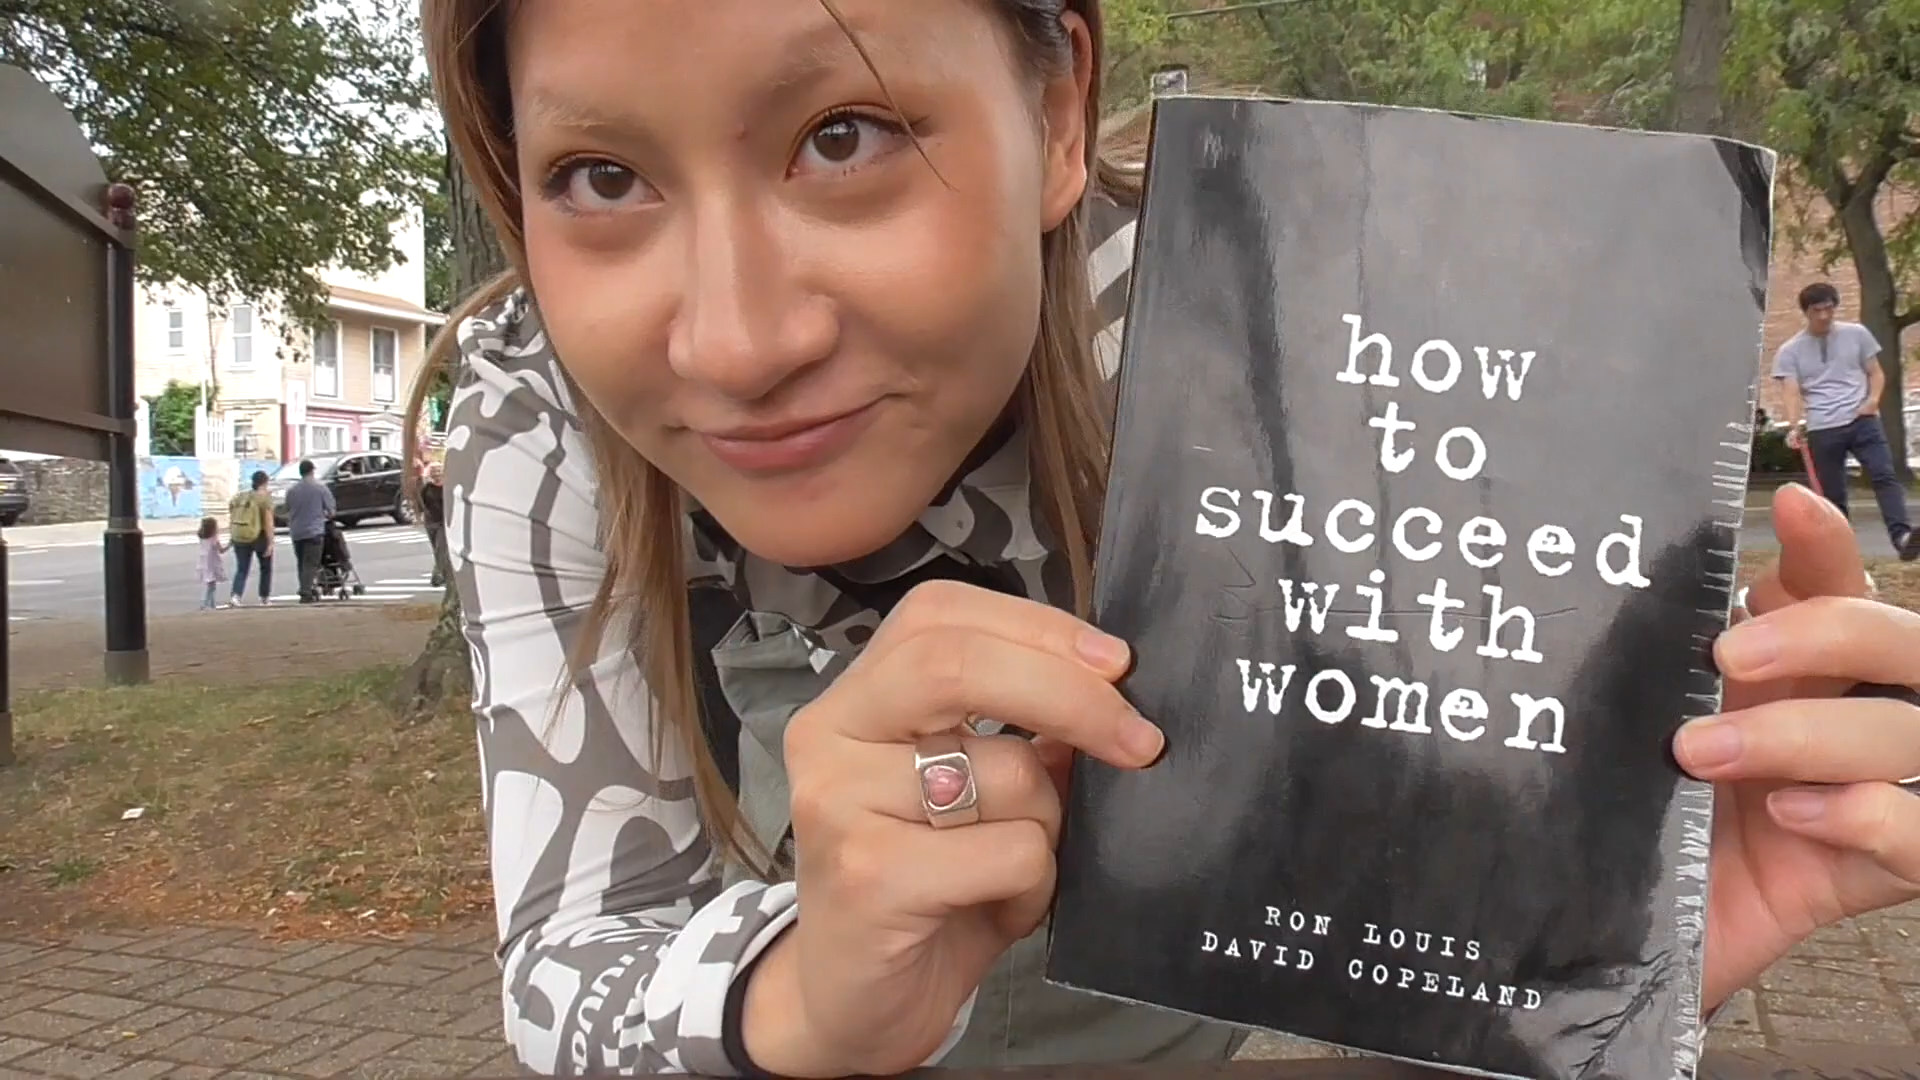 how
to
succeed
with
women
RON LOUIS
DAVID COPELAND